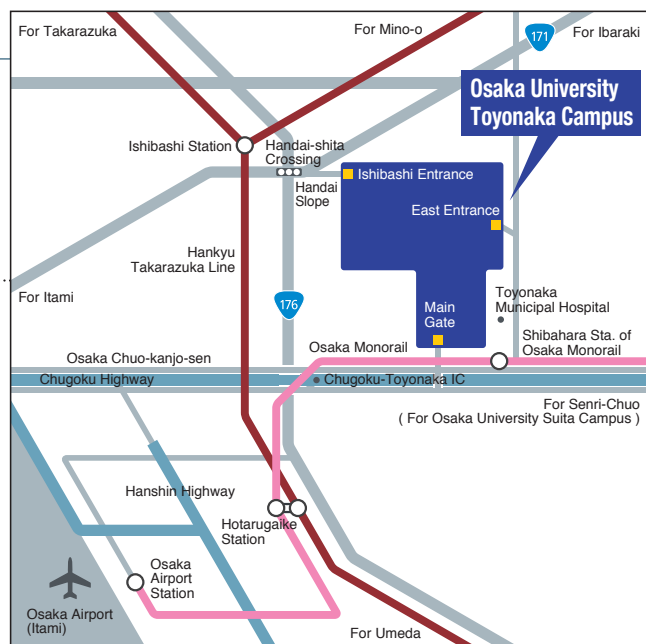 For Takarazuka
For Mino-o
171
For Ibaraki
Osaka University
Toyonaka Campus
Ishibashi Station
Handai-shita
Crossing
Ishibashi Entrance
Handai
Slope
East Entrance
Hankyu
Takarazuka Line
For Itami
176
Main
Gate
Toyonaka
Municipal Hospital
Osaka Monorail
Shibahara Sta. of
Osaka Monorail
Osaka Chuo-kanjo-sen
Chugoku Highway
Chugoku-Toyonaka IC
For Senri-Chuo
( For Osaka University Suita Campus )
Hanshin Highway
Hotarugaike
Station
Osaka
Airport
Station
Osaka Airport
(Itami)
For Umeda